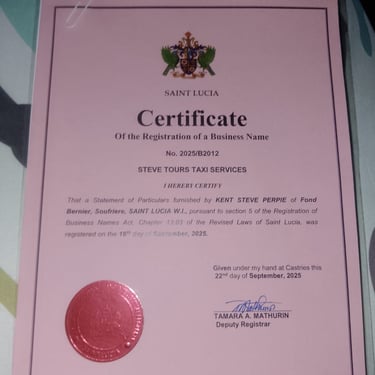 SAINT LUCIA
Certificate
Of the Registration of a Business Name
No. 2025/B2012
STEVE TOURS TAXI SERVICES
I HEREBY CERTIFY
That a Statement of Particulars furnished by KENT STEVE PERPIE of Fond
Bernier, Soufriere, SAINT LUCIA W.I., pursuant to section 5 of the Registration of
Business Names Act, Chapter 13.03 of the Revised Laws of Saint Lucia, was
registered on the day of September, 2025.
Given under my hand at Castries this
22nd day of September, 2025
TAMARA A. MATHURIN
Deputy Registrar